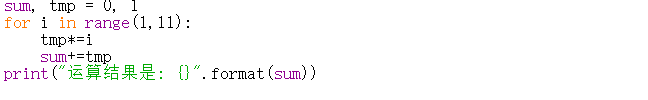 sum, tmp = 0, 1
for i in range(1,11):
    tmp*=i
    sum+=tmp
print("运算结果是: {}".format(sum))